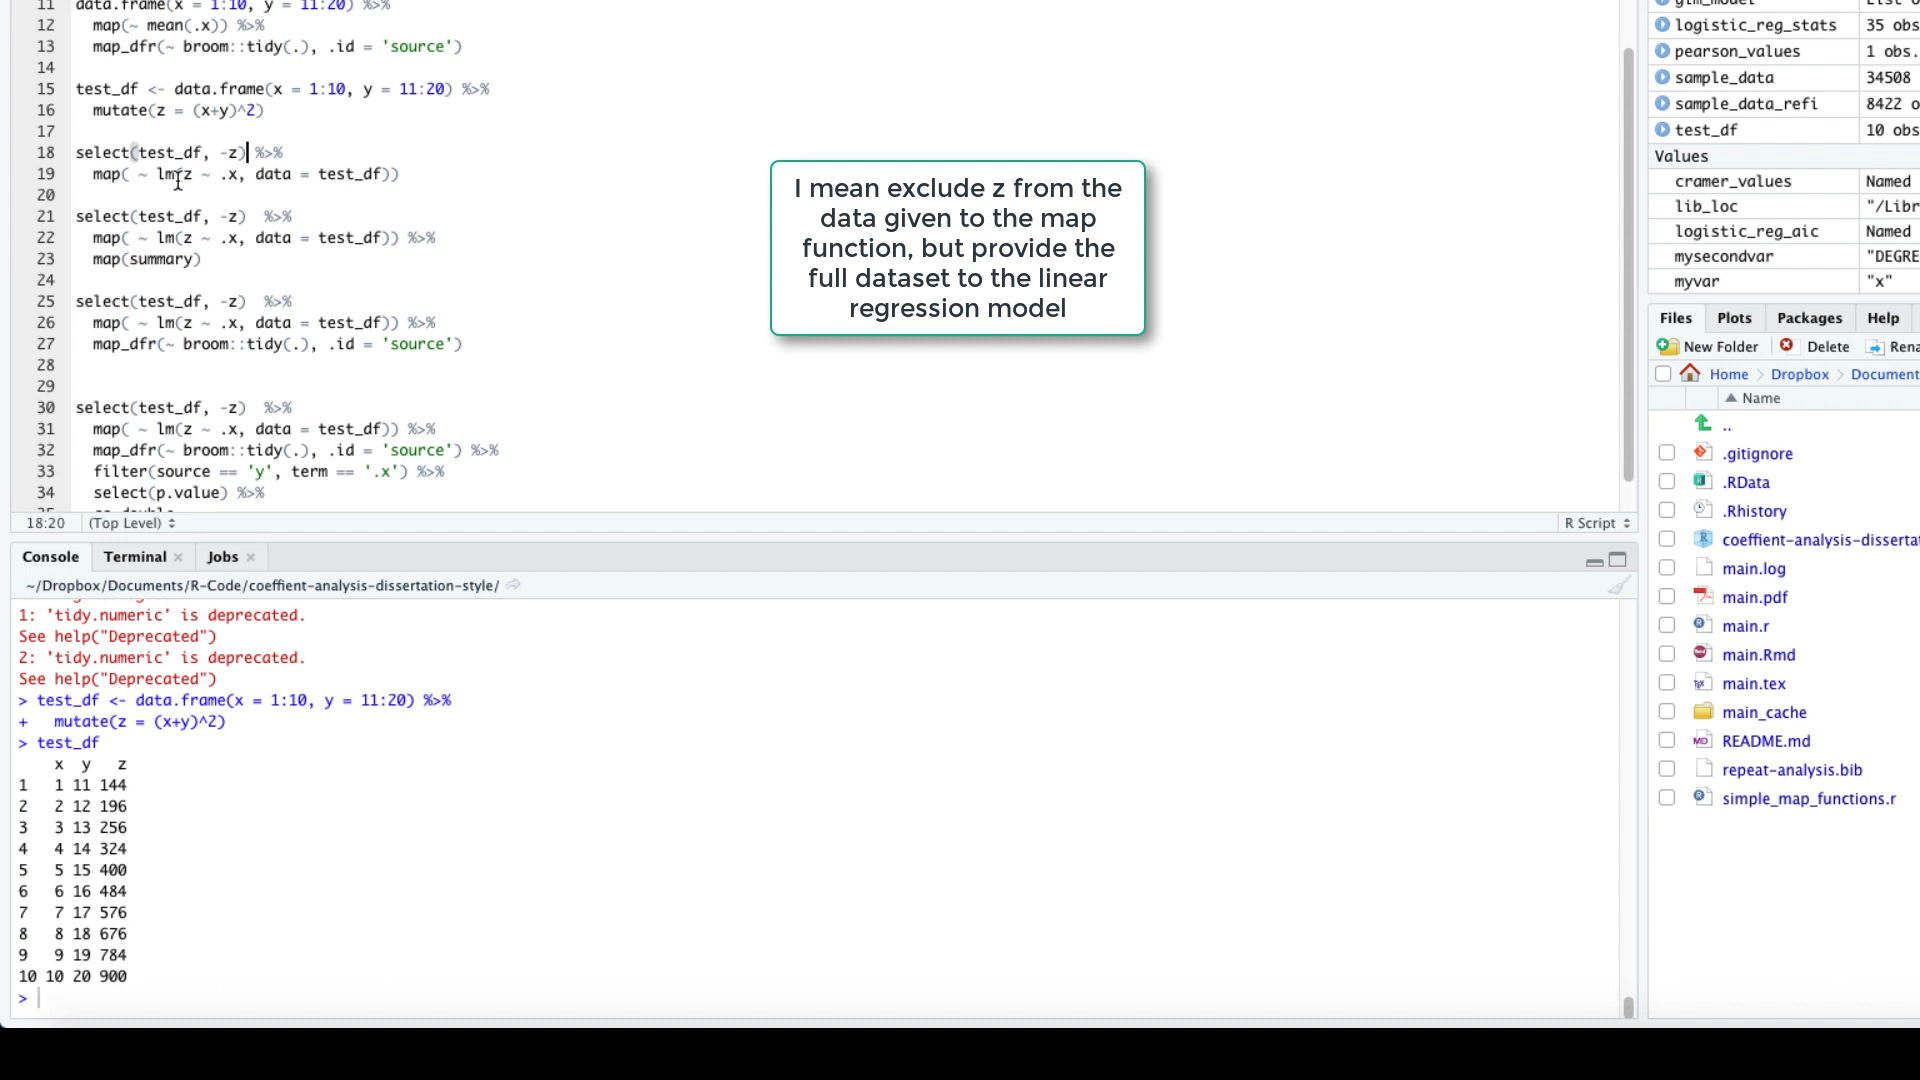 11 data.frame(x = 1:10, y = 11:20) %>%
12 map(~ mean(.x)) %>%
13 map_dfr(~ broom::tidy(.), .id = 'source')
14
15 test_df <- data.frame(x = 1:10, y = 11:20) %>%
16 mutate(z = (x+y)^2)
17
18 select(test_df, -z) %>%
19 map( ~ lm(z ~ .x, data = test_df))
20
21 select(test_df, -z) %>%
22 map( ~ lm(z ~ .x, data = test_df)) %>%
23 map(summary)
24
25 select(test_df, -z) %>%
26 map( ~ lm(z ~ .x, data = test_df)) %>%
27 map_dfr(~ broom::tidy(.), .id = 'source')
28
29
30 select(test_df, -z) %>%
31 map( ~ lm(z ~ .x, data = test_df)) %>%
32 map_dfr(~ broom::tidy(.), .id = 'source') %>%
33 filter(source == 'y', term == '.x') %>%
34 select(p.value) %>%
18:20 (Top Level) R Script
I mean exclude z from the
data given to the map
function, but provide the
full dataset to the linear
regression model
Console Terminal Jobs
~/Dropbox/Documents/R-Code/coeffient-analysis-dissertation-style/
1: 'tidy.numeric' is deprecated.
See help("Deprecated")
2: 'tidy.numeric' is deprecated.
See help("Deprecated")
> test_df <- data.frame(x = 1:10, y = 11:20) %>%
+ mutate(z = (x+y)^2)
> test_df
x y z
1 1 11 144
2 2 12 196
3 3 13 256
4 4 14 324
5 5 15 400
6 6 16 484
7 7 17 576
8 8 18 676
9 9 19 784
10 10 20 900
>
glm_model List o
logistic_reg_stats 35 obs
pearson_values 1 obs.
sample_data 34508
sample_data_refi 8422 o
test_df 10 obs
Values
cramer_values Named
lib_loc "/Libr
logistic_reg_aic Named
mysecondvar "DEGRE
myvar "x"
Files Plots Packages Help
New Folder Delete Rena
Home > Dropbox > Document
Name
..
.gitignore
.RData
.Rhistory
coeffient-analysis-disserta
main.log
main.pdf
main.r
main.Rmd
main.tex
main_cache
README.md
repeat-analysis.bib
simple_map_functions.r